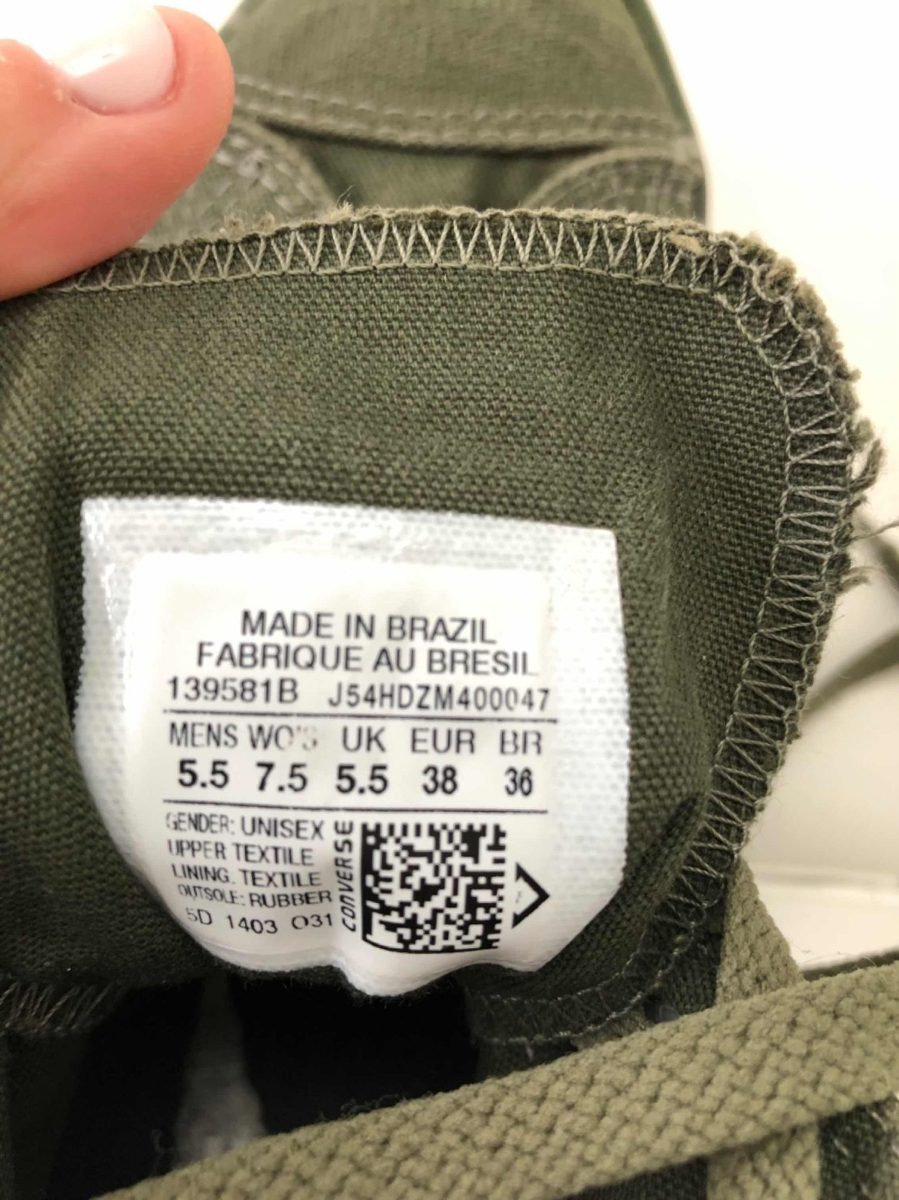 MADE IN BRAZIL
FABRIQUE AU BRESIL
139581B J54HDZM400047
MENS WO'S UK EUR BR
5.5 7.5 5.5 38 36
GENDER: UNISEX
UPPER TEXTILE
LINING. TEXTILE
OUTSOLE: RUBBER
5D 1403 031
CONVERSE